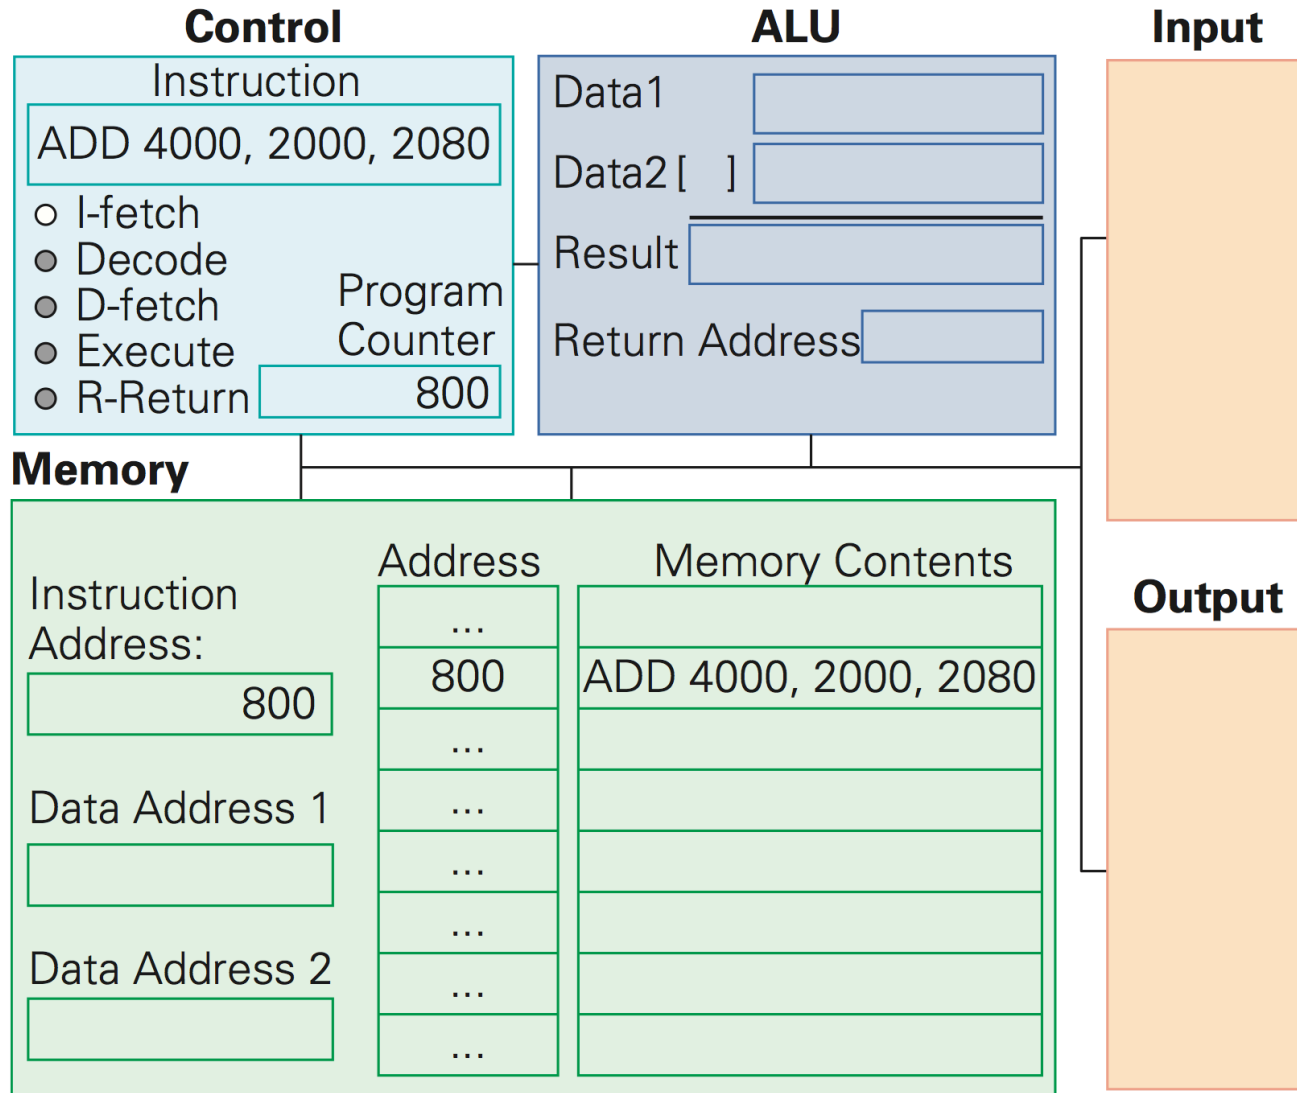 Control
Instruction
ADD 4000, 2000, 2080
I-fetch
Decode
D-fetch
Execute
R-Return
Program
Counter
800
ALU
Data1
Data2 [ ]
Result
Return Address
Input
Memory
Instruction
Address:
800
Data Address 1
Data Address 2
Address
Memory Contents
...
800 ADD 4000, 2000, 2080
...
...
...
...
...
...
Output